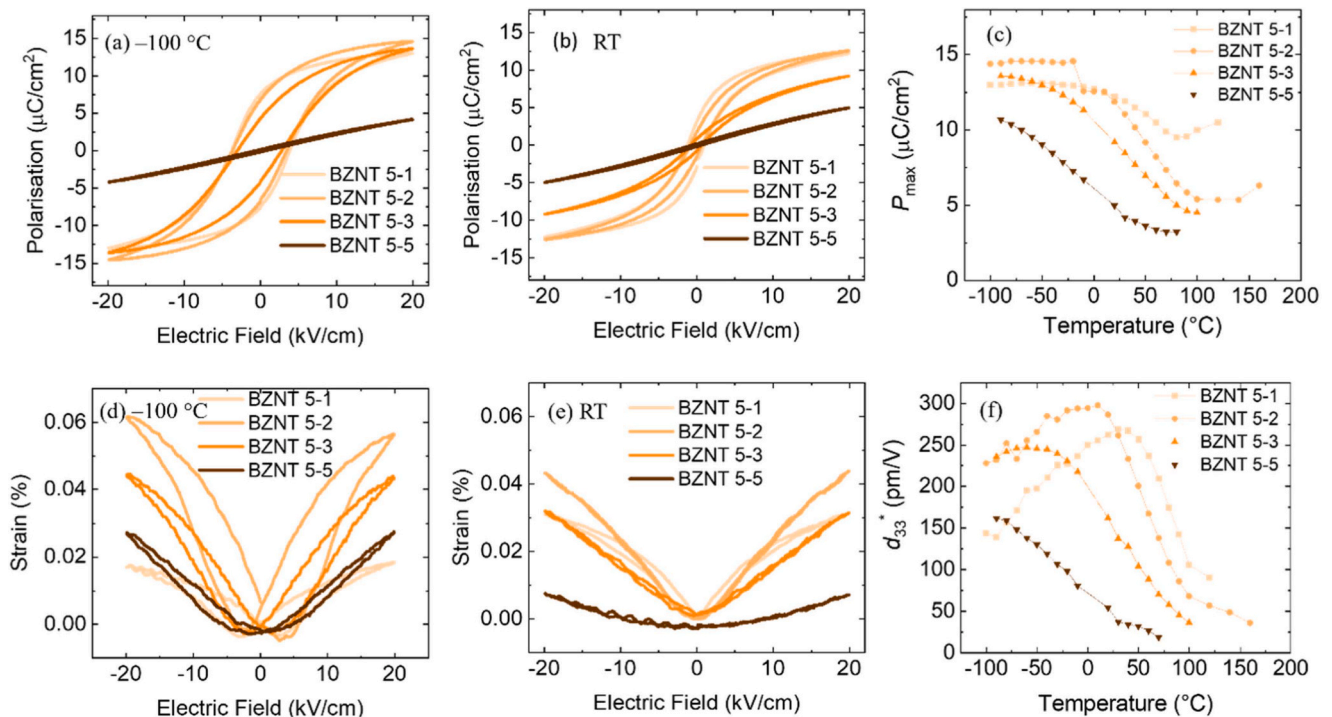 (a) –100 °C
Polarisation (µC/cm²)
15
10
5
0
-5
-10
-15
BZNT 5-1
BZNT 5-2
BZNT 5-3
BZNT 5-5
-20 -10 0 10 20
Electric Field (kV/cm)
(b) RT
Polarisation (µC/cm²)
15
10
5
0
-5
-10
-15
BZNT 5-1
BZNT 5-2
BZNT 5-3
BZNT 5-5
-20 -10 0 10 20
Electric Field (kV/cm)
(c)
Pmax (µC/cm²)
15
10
5
0
BZNT 5-1
BZNT 5-2
BZNT 5-3
BZNT 5-5
-100 -50 0 50 100 150 200
Temperature (°C)
(d) –100 °C
Strain (%)
0.06
0.04
0.02
0.00
BZNT 5-1
BZNT 5-2
BZNT 5-3
BZNT 5-5
-20 -10 0 10 20
Electric Field (kV/cm)
(e) RT
Strain (%)
0.06
0.04
0.02
0.00
BZNT 5-1
BZNT 5-2
BZNT 5-3
BZNT 5-5
-20 -10 0 10 20
Electric Field (kV/cm)
(f)
d33* (pm/V)
300
250
200
150
100
50
0
BZNT 5-1
BZNT 5-2
BZNT 5-3
BZNT 5-5
-100 -50 0 50 100 150 200
Temperature (°C)